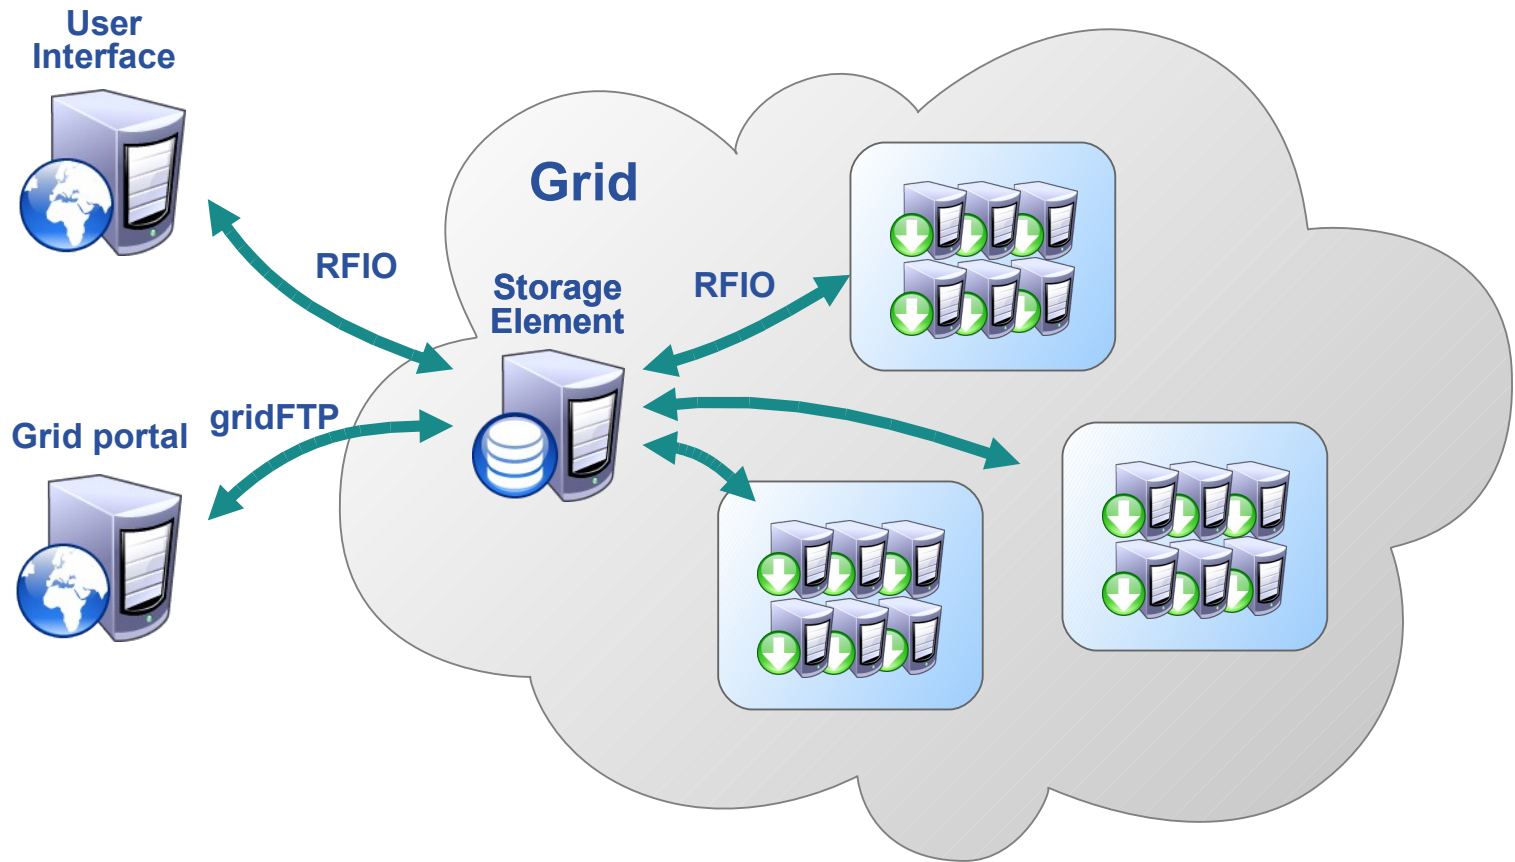 User
Interface
Grid
RFIO
Storage
Element
RFIO
gridFTP
Grid portal